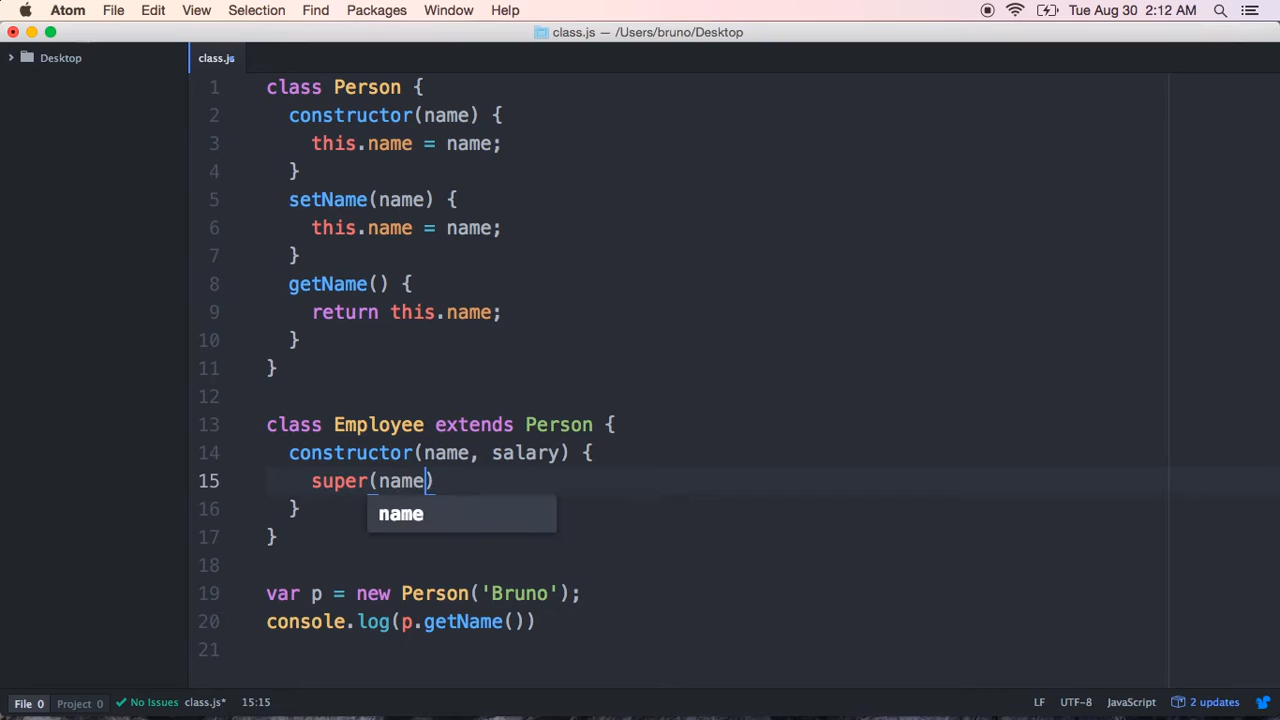 Atom File Edit View Selection Find Packages Window Help Tue Aug 30 2:12 AM
class.js — /Users/bruno/Desktop
Desktop
class.js
1 class Person {
2 constructor(name) {
3 this.name = name;
4 }
5 setName(name) {
6 this.name = name;
7 }
8 getName() {
9 return this.name;
10 }
11 }
12
13 class Employee extends Person {
14 constructor(name, salary) {
15 super(name)
16 }
name
17 }
18
19 var p = new Person('Bruno');
20 console.log(p.getName())
21
File 0 Project 0 No Issues class.js* 15:15 LF UTF-8 JavaScript 2 updates